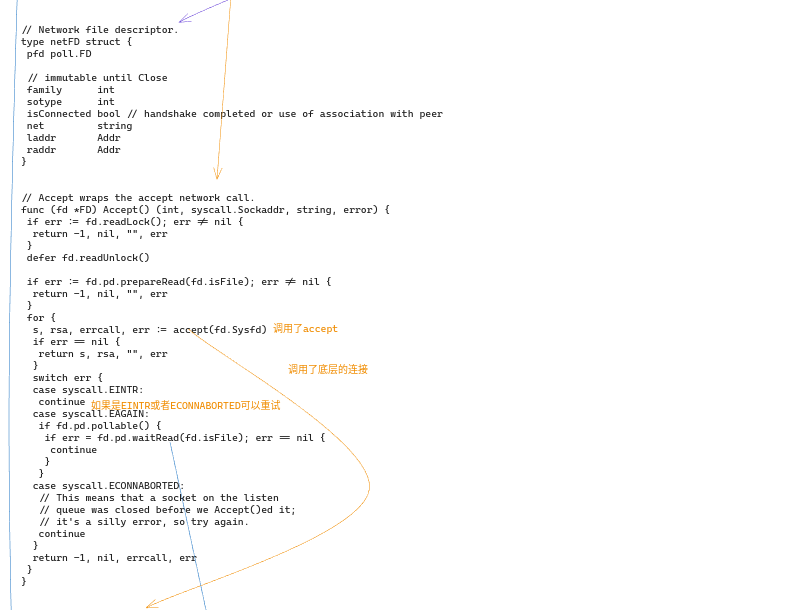 // Network file descriptor.
type netFD struct {
pfd poll.FD
// immutable until Close
family int
sotype int
isConnected bool // handshake completed or use of association with peer
net string
laddr Addr
raddr Addr
}
// Accept wraps the accept network call.
func (fd *FD) Accept() (int, syscall.Sockaddr, string, error) {
if err := fd.readLock(); err != nil {
return -1, nil, "", err
}
defer fd.readUnlock()
if err := fd.pd.prepareRead(fd.isFile); err != nil {
return -1, nil, "", err
}
for {
s, rsa, errcall, err := accept(fd.Sysfd) 调用了accept
if err == nil {
return s, rsa, "", err
}
调用了底层的连接
switch err {
case syscall.EINTR:
continue 如果是EINTR或者ECONNABORTED可以重试
case syscall.EAGAIN:
if fd.pd.pollable() {
if err = fd.pd.waitRead(fd.isFile); err == nil {
continue
}
}
case syscall.ECONNABORTED:
// This means that a socket on the listen
// queue was closed before we Accept()ed it;
// it's a silly error, so try again.
continue
}
return -1, nil, errcall, err
}
}